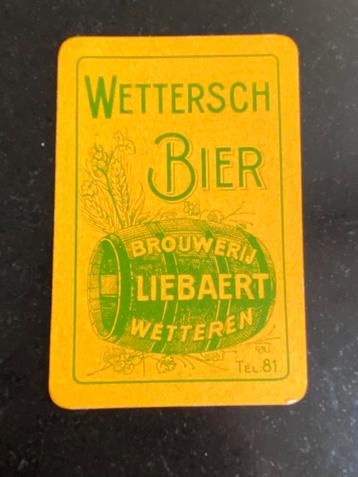 WETTERSCH
BIER
BROUWERIJ
LIEBAERT
WETTEREN
TEL.81.